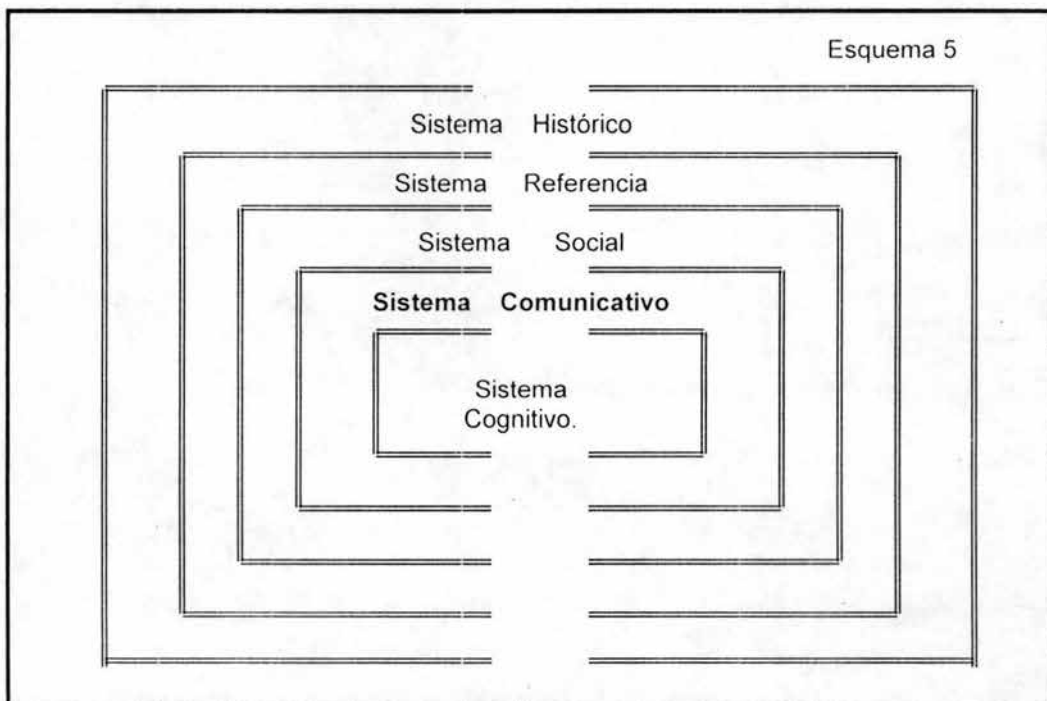 Esquema 5
Sistema Histórico
Sistema Referencia
Sistema Social
Sistema Comunicativo
Sistema
Cognitivo.